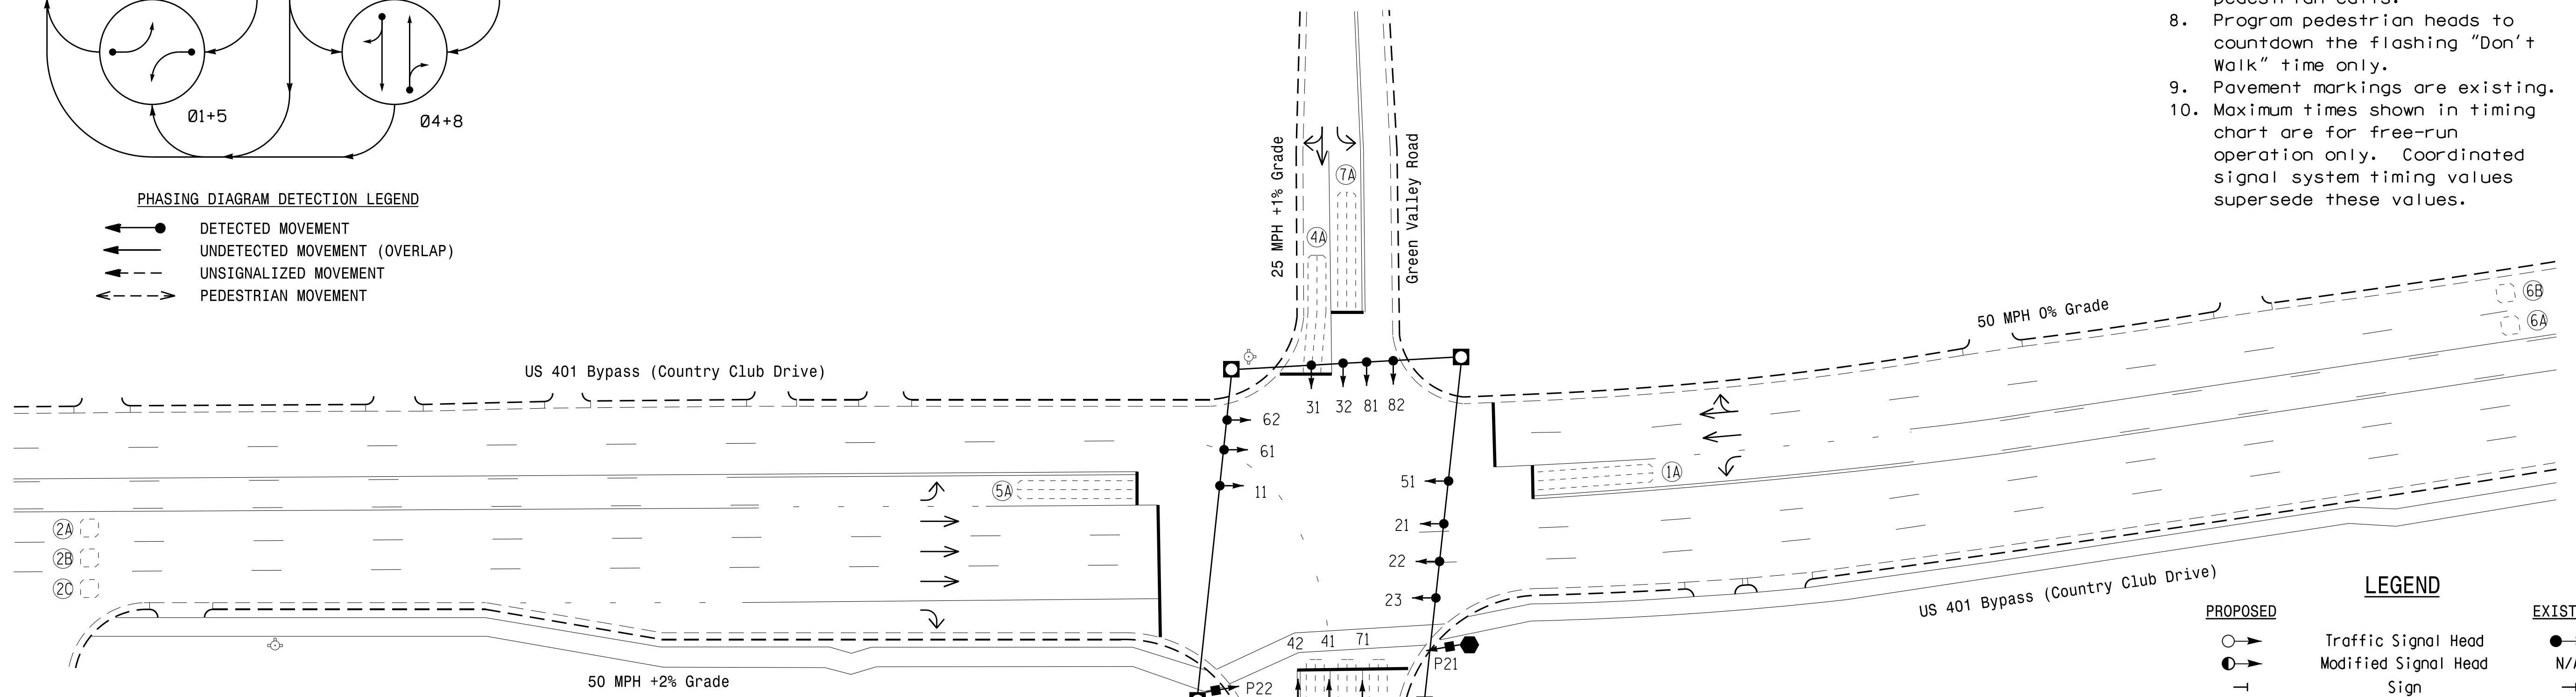 pedestrian calls.
8. Program pedestrian heads to
countdown the flashing "Don't
Walk" time only.
9. Pavement markings are existing.
10. Maximum times shown in timing
chart are for free-run
operation only. Coordinated
signal system timing values
supersede these values.
Ø1+5
Ø4+8
PHASING DIAGRAM DETECTION LEGEND
DETECTED MOVEMENT
UNDETECTED MOVEMENT (OVERLAP)
UNSIGNALIZED MOVEMENT
PEDESTRIAN MOVEMENT
25 MPH +1% Grade
Green Valley Road
7A
4A
50 MPH 0% Grade
6B
6A
US 401 Bypass (Country Club Drive)
31 32 81 82
62
61
11
1A
5A
51
21
22
23
2A
2B
2C
42 41 71
P21
P22
50 MPH +2% Grade
US 401 Bypass (Country Club Drive)
LEGEND
PROPOSED
EXIST
Traffic Signal Head
Modified Signal Head
N/A
Sign